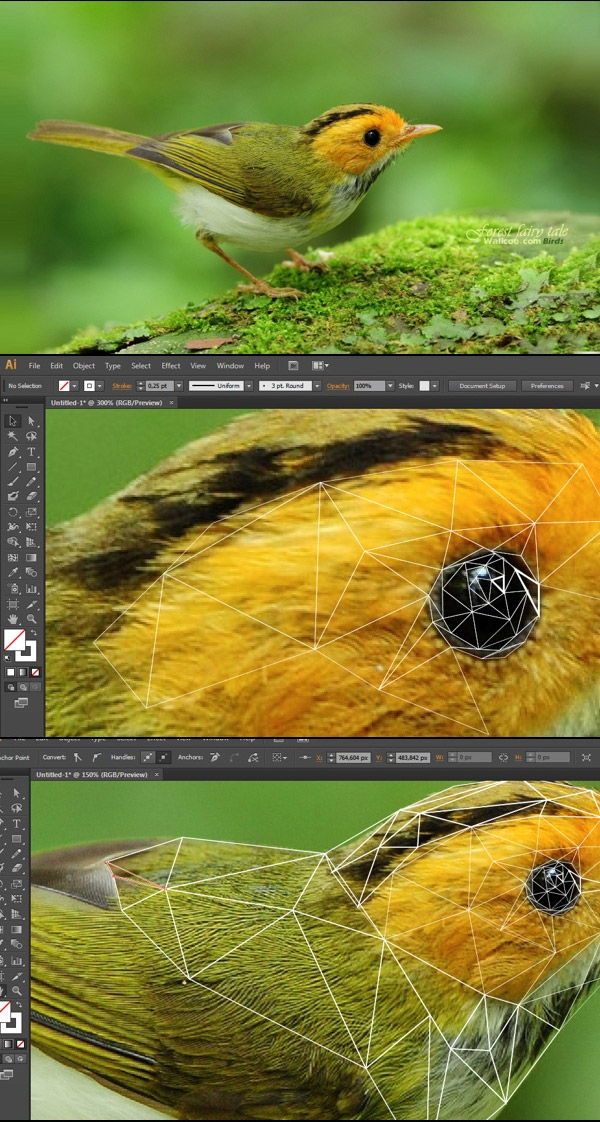 Forest fairy tale
Wallcoo.com Birds
Ai File Edit Object Type Select Effect View Window Help
No Selection Stroke: 0.25 pt Uniform 3 pt. Round Opacity: 100% Style: Document Setup Preferences
Untitled-1* @ 300% (RGB/Preview) ×
Convert: Handles: Anchors: X: 764.604 px Y: 483.842 px W: 0 px H: 0 px
Untitled-1* @ 150% (RGB/Preview) ×